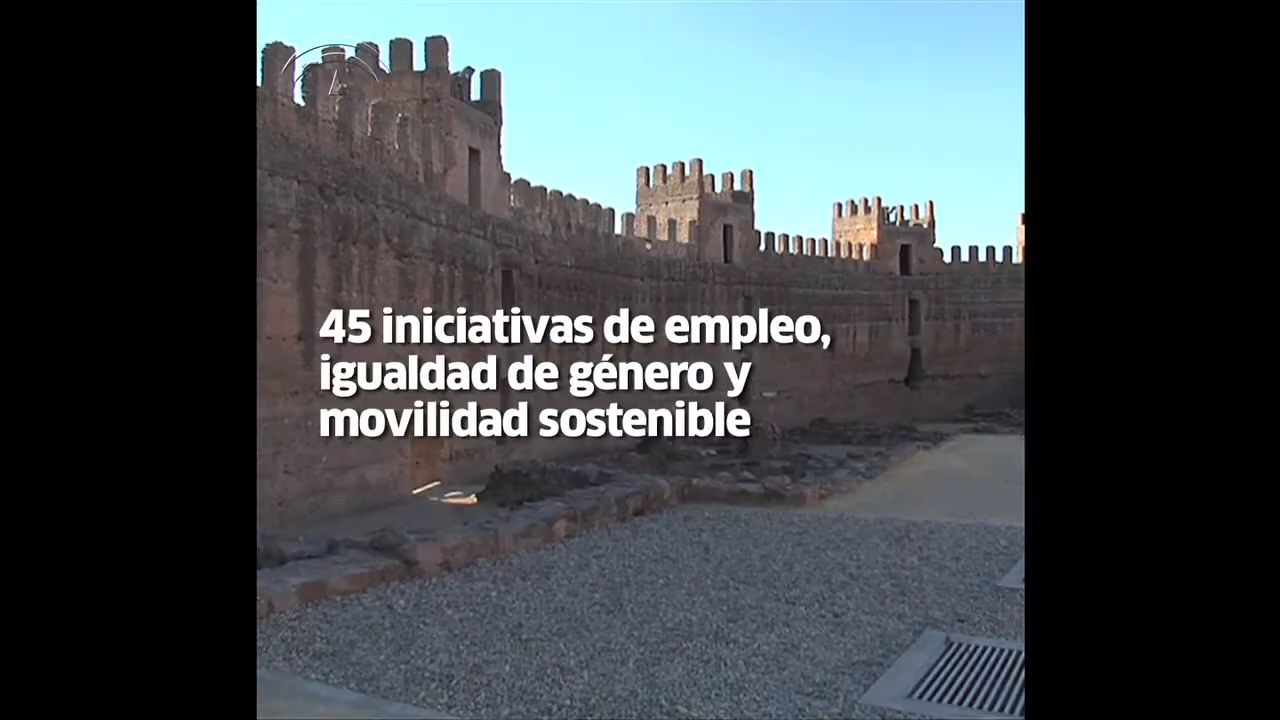 45 iniciativas de empleo,
igualdad de género y
movilidad sostenible